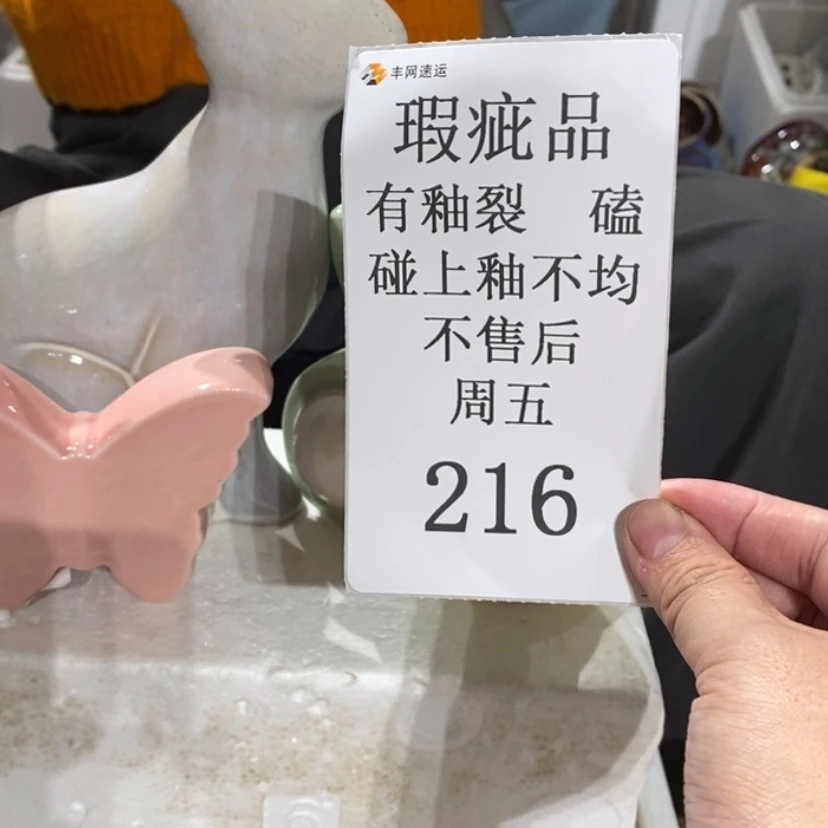 丰网速运
瑕疵品
有釉裂 磕
碰上釉不均
不售后
周五
216